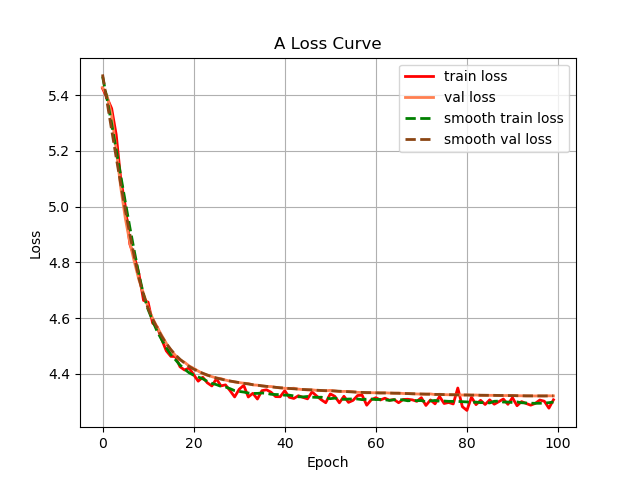 A Loss Curve
train loss
val loss
smooth train loss
smooth val loss
Loss
5.4
5.2
5.0
4.8
4.6
4.4
0 20 40 60 80 100
Epoch